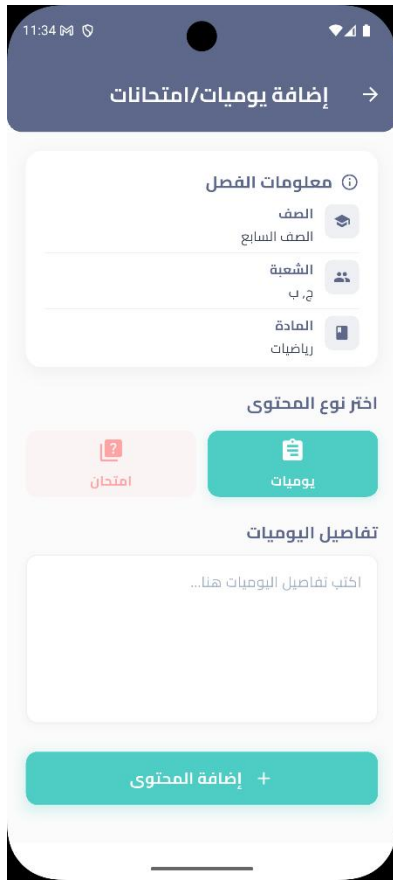 11:34
إضافة يوميات/امتحانات
معلومات الفصل
الصف
الصف السابع
الشعبة
ج, ب
المادة
رياضيات
اختر نوع المحتوى
يوميات
امتحان
تفاصيل اليوميات
اكتب تفاصيل اليوميات هنا...
+ إضافة المحتوى